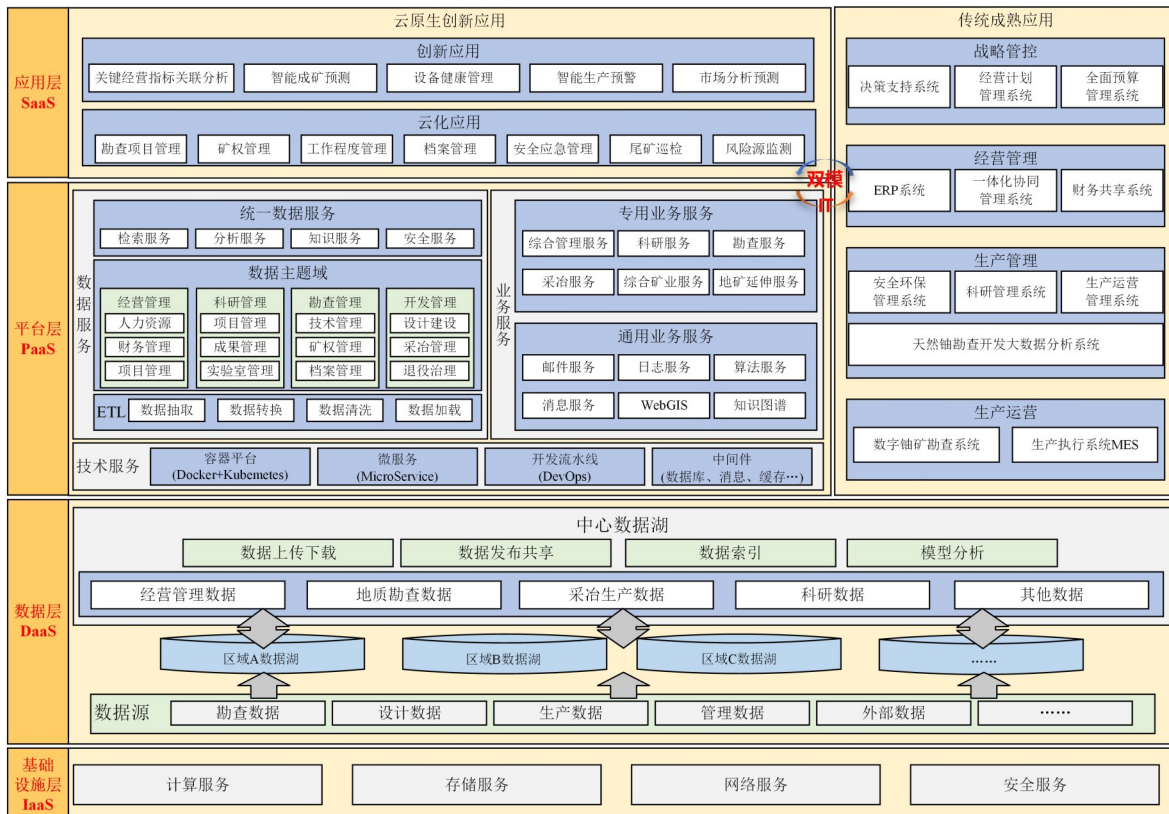 应用层
SaaS
云原生创新应用
创新应用
关键经营指标关联分析
智能成矿预测
设备健康管理
智能生产预警
市场分析预测
云化应用
勘查项目管理
矿权管理
工作程度管理
档案管理
安全应急管理
尾矿巡检
风险源监测
双模
IT
传统成熟应用
战略管控
决策支持系统
经营计划
管理系统
全面预算
管理系统
经营管理
ERP系统
一体化协同
管理系统
财务共享系统
生产管理
安全环保
管理系统
科研管理系统
生产运营
管理系统
天然铀勘查开发大数据分析系统
生产运营
数字铀矿勘查系统
生产执行系统MES
平台层
PaaS
数据服务
统一数据服务
检索服务
分析服务
知识服务
安全服务
数据主题域
经营管理
人力资源
财务管理
项目管理
科研管理
项目管理
成果管理
实验室管理
勘查管理
技术管理
矿权管理
档案管理
开发管理
设计建设
采冶管理
退役治理
ETL
数据抽取
数据转换
数据清洗
数据加载
业务服务
专用业务服务
综合管理服务
科研服务
勘查服务
采冶服务
综合矿业服务
地矿延伸服务
通用业务服务
邮件服务
日志服务
算法服务
消息服务
WebGIS
知识图谱
技术服务
容器平台
(Docker+Kubemetes)
微服务
(MicroService)
开发流水线
(DevOps)
中间件
(数据库、消息、缓存…)
数据层
DaaS
中心数据湖
数据上传下载
数据发布共享
数据索引
模型分析
经营管理数据
地质勘查数据
采冶生产数据
科研数据
其他数据
区域A数据湖
区域B数据湖
区域C数据湖
……
数据源
勘查数据
设计数据
生产数据
管理数据
外部数据
……
基础
设施层
IaaS
计算服务
存储服务
网络服务
安全服务